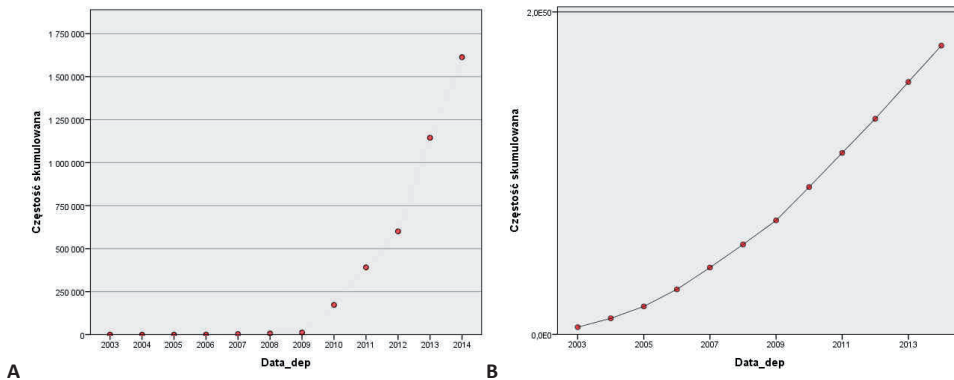 1 750 000
1 500 000
1 250 000
1 000 000
750 000
500 000
250 000
0
Częstość skumulowana
2003 2004 2005 2006 2007 2008 2009 2010 2011 2012 2013 2014
Data_dep
A
2,0E50
0,0E0
Częstość skumulowana
2003 2005 2007 2009 2011 2013
Data_dep
B